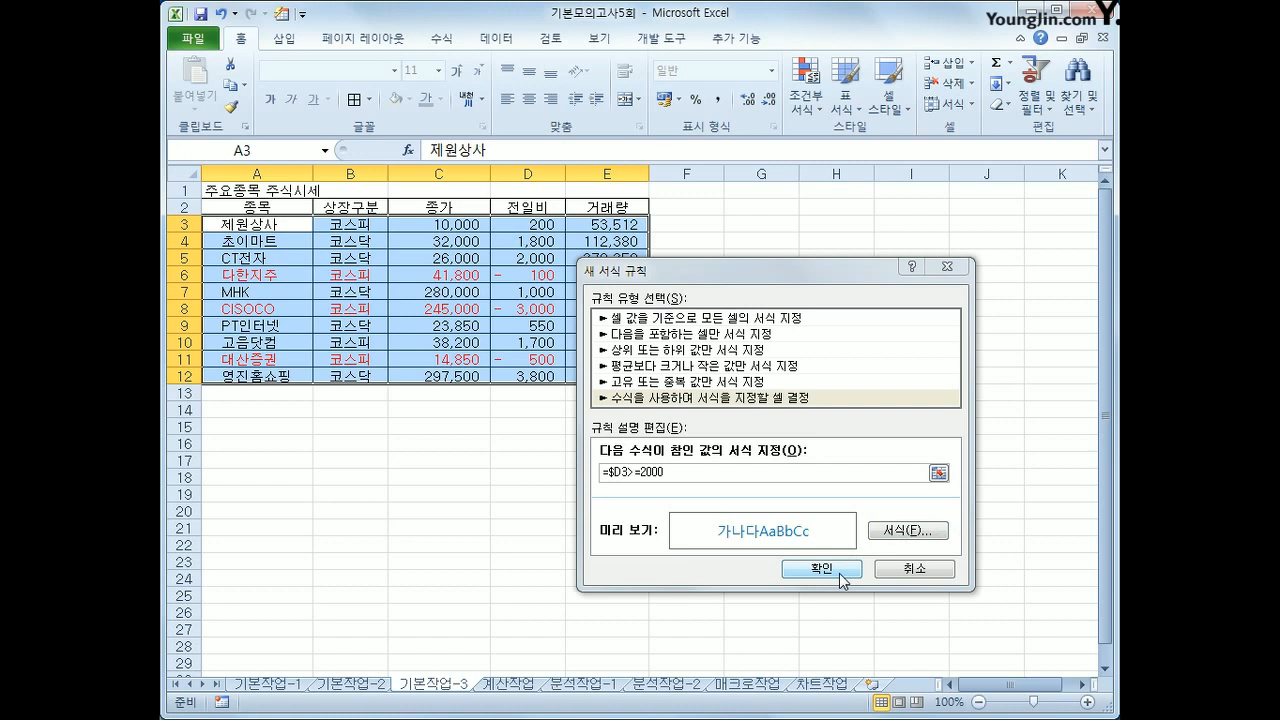 기본모의고사5회 - Microsoft Excel
YoungJin.com Y.
파일 홈 삽입 페이지 레이아웃 수식 데이터 검토 보기 개발 도구 추가 기능
붙여넣기
클립보드
11
가 가 가 가 가 가 내천
글꼴
맞춤
일반
% ,
표시 형식
조건부 서식
표 서식
셀 스타일
스타일
삽입
삭제
서식
셀
Σ
정렬 및 필터
찾기 및 선택
편집
A3 fx 제원상사
A B C D E F G H I J K
1 주요종목 주식시세
2 종목 상장구분 종가 전일비 거래량
3 제원상사 코스피 10,000 200 53,512
4 초이마트 코스닥 32,000 1,800 112,380
5 CT전자 코스닥 26,000 2,000
6 다한지주 코스피 41,800 - 100
7 MHK 코스닥 280,000 1,000
8 CISOCO 코스피 245,000 - 3,000
9 PT인터넷 코스닥 23,850 550
10 고음닷컴 코스피 38,200 1,700
11 대산증권 코스피 14,850 - 500
12 영진홈쇼핑 코스닥 297,500 3,800
13
14
15
16
17
18
19
20
21
22
23
24
25
26
27
28
29
새 서식 규칙
규칙 유형 선택(S):
► 셀 값을 기준으로 모든 셀의 서식 지정
► 다음을 포함하는 셀만 서식 지정
► 상위 또는 하위 값만 서식 지정
► 평균보다 크거나 작은 값만 서식 지정
► 고유 또는 중복 값만 서식 지정
► 수식을 사용하여 서식을 지정할 셀 결정
규칙 설명 편집(E):
다음 수식이 참인 값의 서식 지정(O):
=$D3>=2000
미리 보기: 가나다AaBbCc 서식(F)...
확인 취소
기본작업-1 기본작업-2 기본작업-3 계산작업 분석작업-1 분석작업-2 매크로작업 차트작업
준비 100%